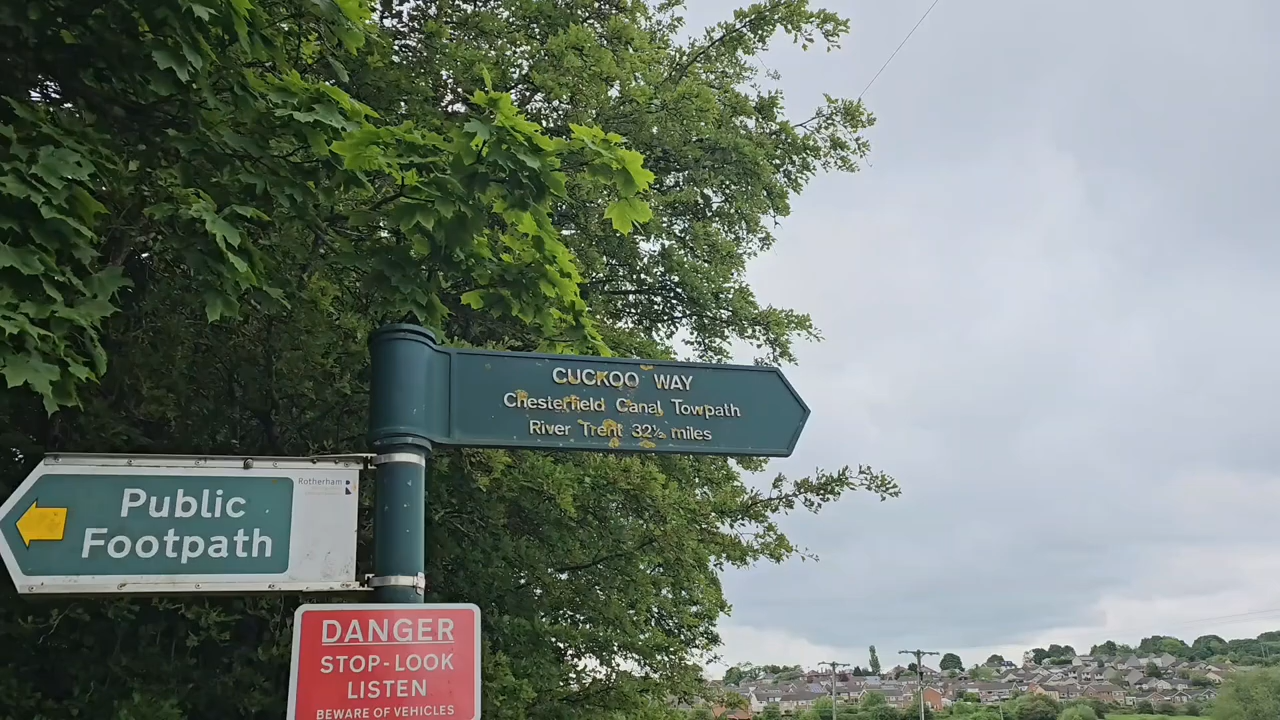 CUCKOO WAY
Chesterfield Canal Towpath
River Trent 32½ miles
Rotherham
Public
Footpath
DANGER
STOP-LOOK
LISTEN
BEWARE OF VEHICLES